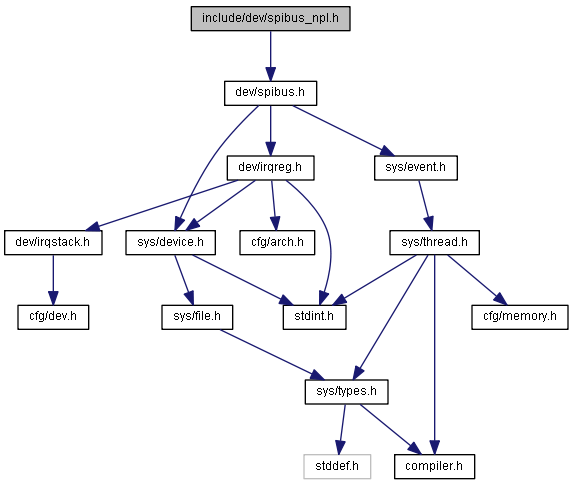 include/dev/spibus_npl.h
dev/spibus.h
dev/irqreg.h
sys/event.h
dev/irqstack.h
sys/device.h
cfg/arch.h
sys/thread.h
cfg/dev.h
sys/file.h
stdint.h
cfg/memory.h
sys/types.h
stddef.h
compiler.h